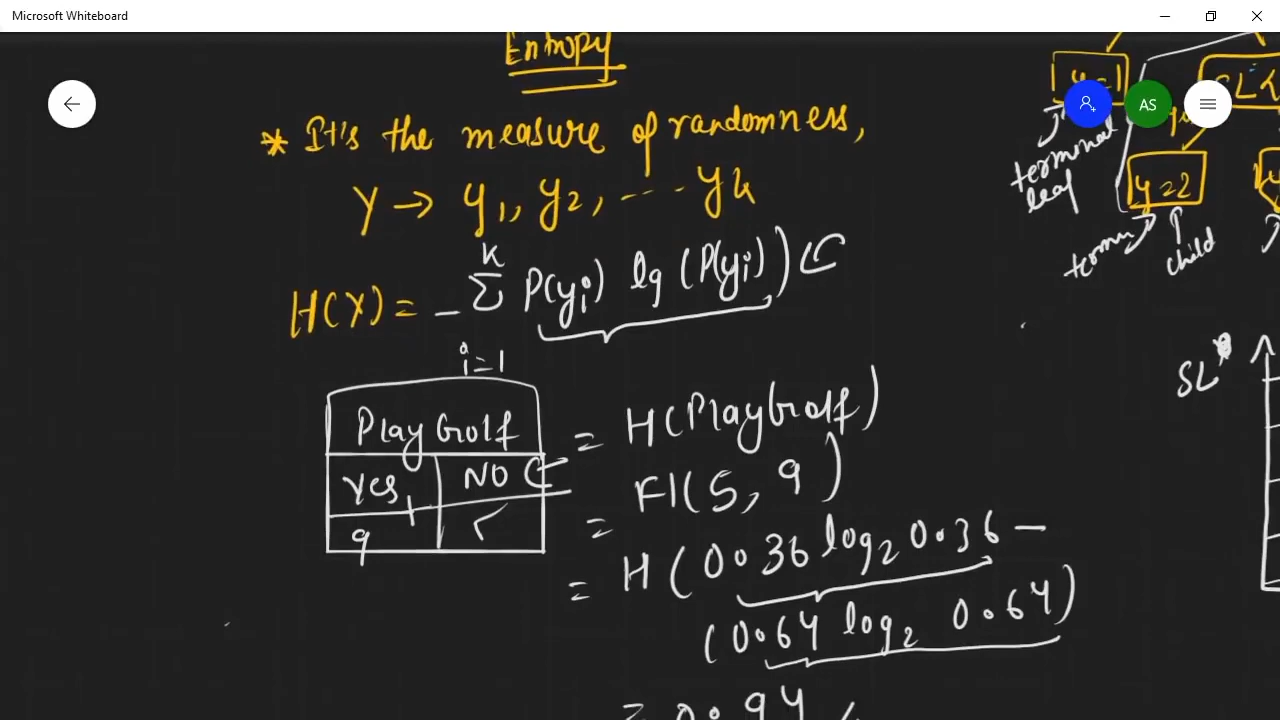 Microsoft Whiteboard
Entropy
AS
* It's the measure of randomness,
Y → y1, y2, ... yk
terminal
leaf
y=2
child
H(Y) = - Σ P(yi) lg (P(yi))
k
i=1
SL
Play Golf
Yes NO
9
= H(PlayGolf)
= H(5, 9)
= H(0.36 log2 0.36 -
(0.64 log2 0.64)
= 0.94